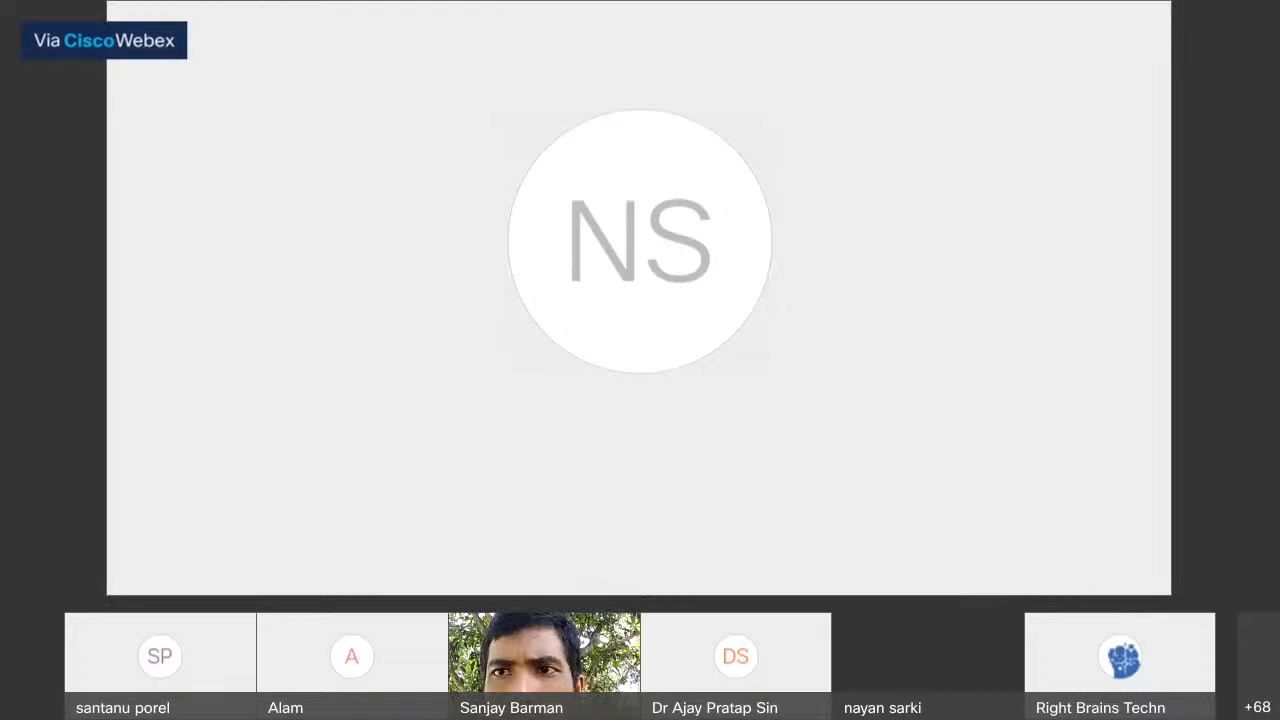 Via CiscoWebex
NS
SP
A
DS
santanu porel
Alam
Sanjay Barman
Dr Ajay Pratap Sin
nayan sarki
Right Brains Techn
+68